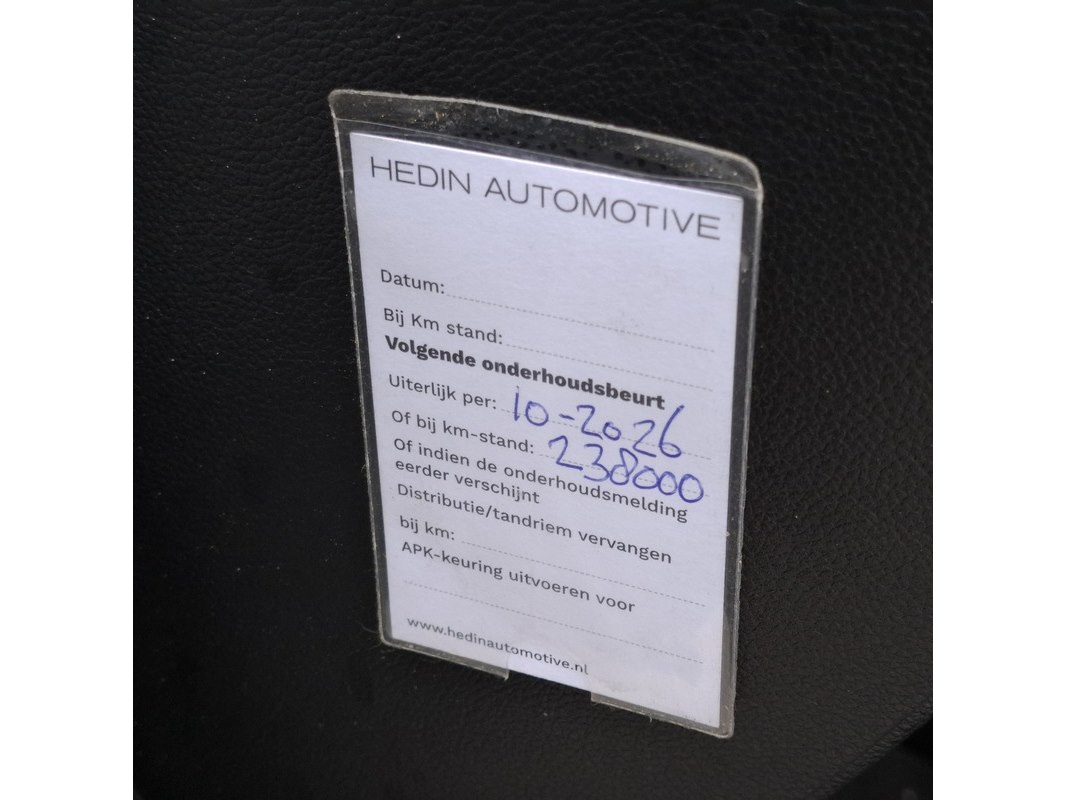 HEDIN AUTOMOTIVE
Datum:
Bij Km stand:
Volgende onderhoudsbeurt
Uiterlijk per: 10-2026
Of bij km-stand: 238000
Of indien de onderhoudsmelding
eerder verschijnt
Distributie/tandriem vervangen
bij km:
APK-keuring uitvoeren voor
www.hedinautomotive.nl